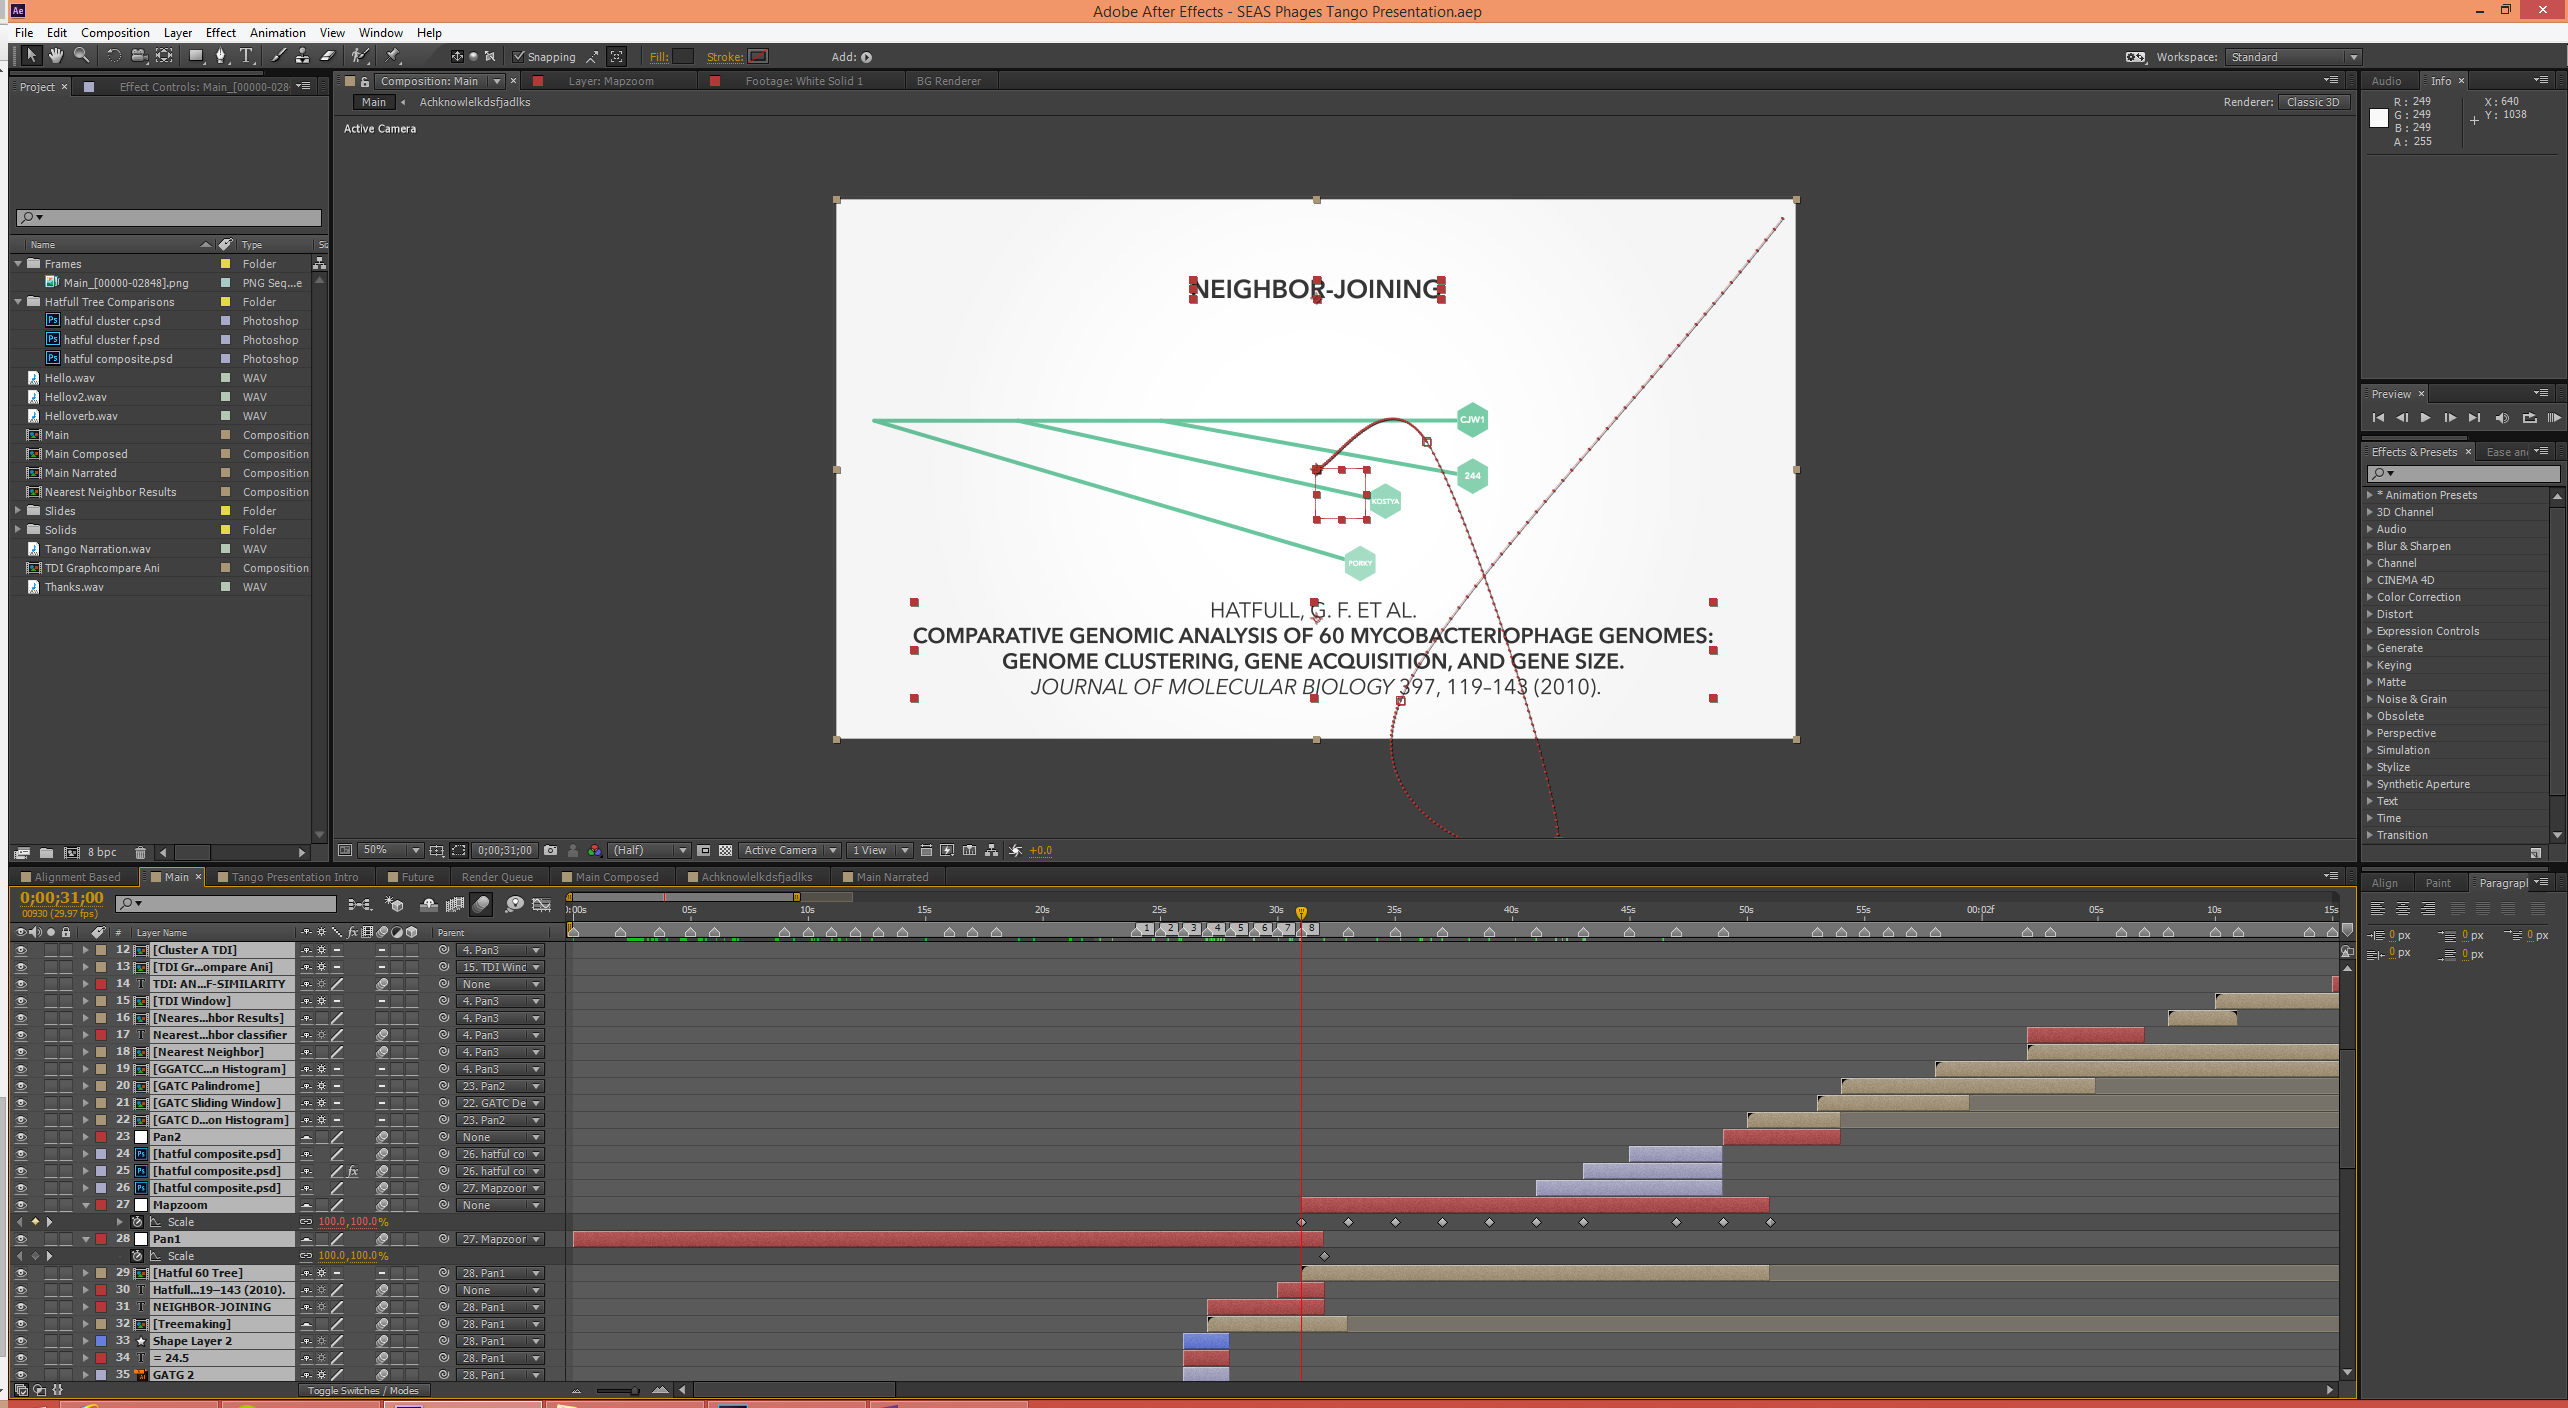 Ae
Adobe After Effects - SEAS Phages Tango Presentation.aep
File Edit Composition Layer Effect Animation View Window Help
Snapping Fill: Stroke: Add: Workspace: Standard
Project × Effect Controls: Main_[00000-028
Composition: Main × Layer: Mapzoom Footage: White Solid 1 BG Renderer
Main Achknowlelkdsfjadlks Renderer: Classic 3D
Active Camera
Audio Info ×
R: 249 X: 640
G: 249 Y: 1038
B: 249
A: 255
Name Type Siz
Frames Folder
Main_[00000-02848].png PNG Seq...e
Hatfull Tree Comparisons Folder
hatful cluster c.psd Photoshop
hatful cluster f.psd Photoshop
hatful composite.psd Photoshop
Hello.wav WAV
Hellov2.wav WAV
Helloverb.wav WAV
Main Composition
Main Composed Composition
Main Narrated Composition
Nearest Neighbor Results Composition
Slides Folder
Solids Folder
Tango Narration.wav WAV
TDI Graphcompare Ani Composition
Thanks.wav WAV
8 bpc
NEIGHBOR-JOINING
CJW1
244
KOSTYA
PORKY
HATFULL, G. F. ET AL.
COMPARATIVE GENOMIC ANALYSIS OF 60 MYCOBACTERIOPHAGE GENOMES:
GENOME CLUSTERING, GENE ACQUISITION, AND GENE SIZE.
JOURNAL OF MOLECULAR BIOLOGY 397, 119–143 (2010).
50% 0;00;31;00 (Half) Active Camera 1 View +0.0
Preview ×
Effects & Presets × Ease and
* Animation Presets
3D Channel
Audio
Blur & Sharpen
Channel
CINEMA 4D
Color Correction
Distort
Expression Controls
Generate
Keying
Matte
Noise & Grain
Obsolete
Perspective
Simulation
Stylize
Synthetic Aperture
Text
Time
Transition
Align Paint Paragraph
0 px 0 px 0 px
0 px 0 px
Alignment Based Main × Tango Presentation Intro Future Render Queue Main Composed Achknowlelkdsfjadlks Main Narrated
0;00;31;00
00930 (29.97 fps)
0:00s 05s 10s 15s 20s 25s 30s 35s 40s 45s 50s 55s 00:02f 05s 10s 15s
1 2 3 4 5 6 7 8
# Layer Name fx Parent
12 [Cluster A TDI] 4. Pan3
13 [TDI Gr...ompare Ani] 15. TDI Winc
14 T TDI: AN...F-SIMILARITY None
15 [TDI Window] 4. Pan3
16 [Neares...hbor Results] 4. Pan3
17 T Nearest...hbor classifier 4. Pan3
18 [Nearest Neighbor] 4. Pan3
19 [GGATCC...n Histogram] 4. Pan3
20 [GATC Palindrome] 23. Pan2
21 [GATC Sliding Window] 22. GATC De
22 [GATC D...on Histogram] 23. Pan2
23 Pan2 None
24 [hatful composite.psd] 26. hatful co
25 [hatful composite.psd] fx 26. hatful co
26 [hatful composite.psd] 27. Mapzoor
27 Mapzoom None
Scale 100.0,100.0%
28 Pan1 27. Mapzoor
Scale 100.0,100.0%
29 [Hatful 60 Tree] 28. Pan1
30 T Hatfull...19–143 (2010). None
31 T NEIGHBOR-JOINING 28. Pan1
32 [Treemaking] 28. Pan1
33 Shape Layer 2 28. Pan1
34 T = 24.5 28. Pan1
35 GATG 2 28. Pan1
Toggle Switches / Modes